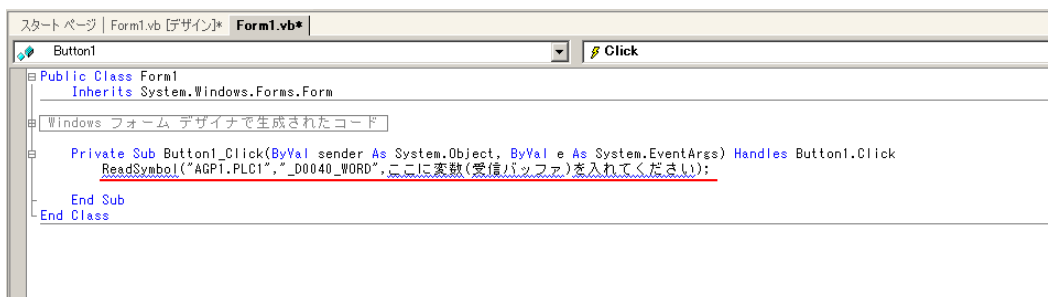 スタート ページ | Form1.vb [デザイン]* Form1.vb*
Button1 Click
Public Class Form1
Inherits System.Windows.Forms.Form
Windows フォーム デザイナで生成されたコード
Private Sub Button1_Click(ByVal sender As System.Object, ByVal e As System.EventArgs) Handles Button1.Click
ReadSymbol("AGP1.PLC1","_D0040_WORD",ここに変数(受信バッファ)を入れてください);
End Sub
End Class